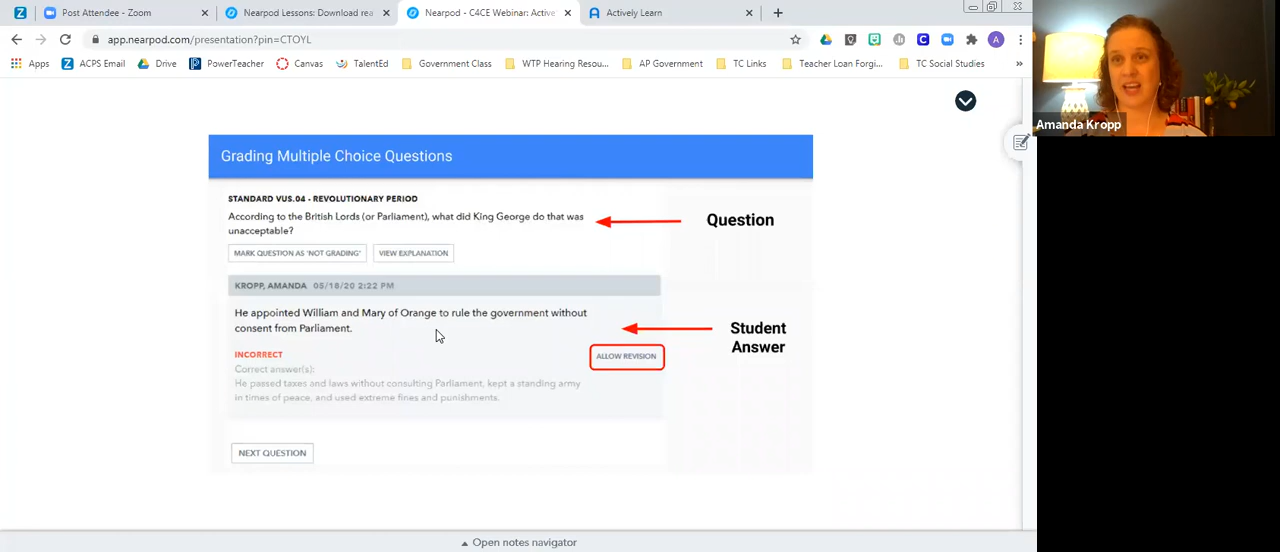 Post Attendee - Zoom
Nearpod Lessons: Download rea
Nearpod - C4CE Webinar: Active
Actively Learn
app.nearpod.com/presentation?pin=CTOYL
Apps
ACPS Email
Drive
PowerTeacher
Canvas
TalentEd
Government Class
WTP Hearing Resou...
AP Government
TC Links
Teacher Loan Forgi...
TC Social Studies
Amanda Kropp
Grading Multiple Choice Questions
STANDARD VUS.04 - REVOLUTIONARY PERIOD
According to the British Lords (or Parliament), what did King George do that was
unacceptable?
Question
MARK QUESTION AS 'NOT GRADING'
VIEW EXPLANATION
KROPP, AMANDA 05/18/20 2:22 PM
He appointed William and Mary of Orange to rule the government without
consent from Parliament.
Student
Answer
INCORRECT
ALLOW REVISION
Correct answer(s):
He passed taxes and laws without consulting Parliament, kept a standing army
in times of peace, and used extreme fines and punishments.
NEXT QUESTION
Open notes navigator